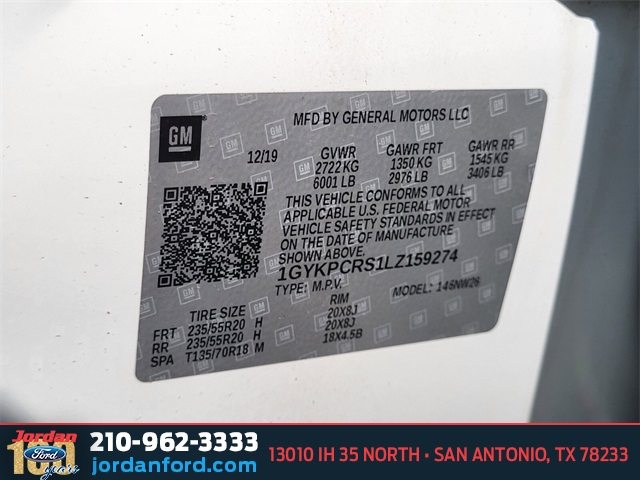 MFD BY GENERAL MOTORS LLC
GM
12/19 GVWR GAWR FRT GAWR RR
2722 KG 1350 KG 1545 KG
6001 LB 2976 LB 3406 LB
THIS VEHICLE CONFORMS TO ALL
APPLICABLE U.S. FEDERAL MOTOR
VEHICLE SAFETY STANDARDS IN EFFECT
ON THE DATE OF MANUFACTURE
SHOWN ABOVE.
1GYKPCRS1LZ159274
TYPE: M.P.V. MODEL: 146NW26
TIRE SIZE RIM
FRT 235/55R20 H 20X8J
RR 235/55R20 H 20X8J
SPA T135/70R18 M 18X4.5B
Jordan
Ford
100
years
210-962-3333
jordanford.com
13010 IH 35 NORTH • SAN ANTONIO, TX 78233